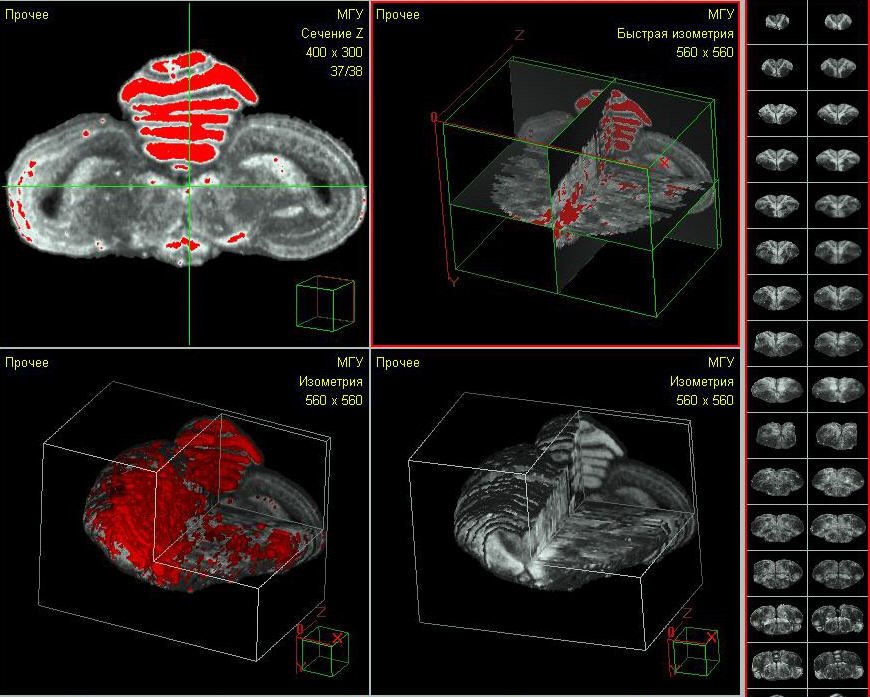 Прочее
МГУ
Сечение Z
400 x 300
37/38
Прочее
МГУ
Быстрая изометрия
560 x 560
Z
0
X
Y
Прочее
МГУ
Изометрия
560 x 560
Z
0
X
Y
Прочее
МГУ
Изометрия
560 x 560
Z
0
X
Y